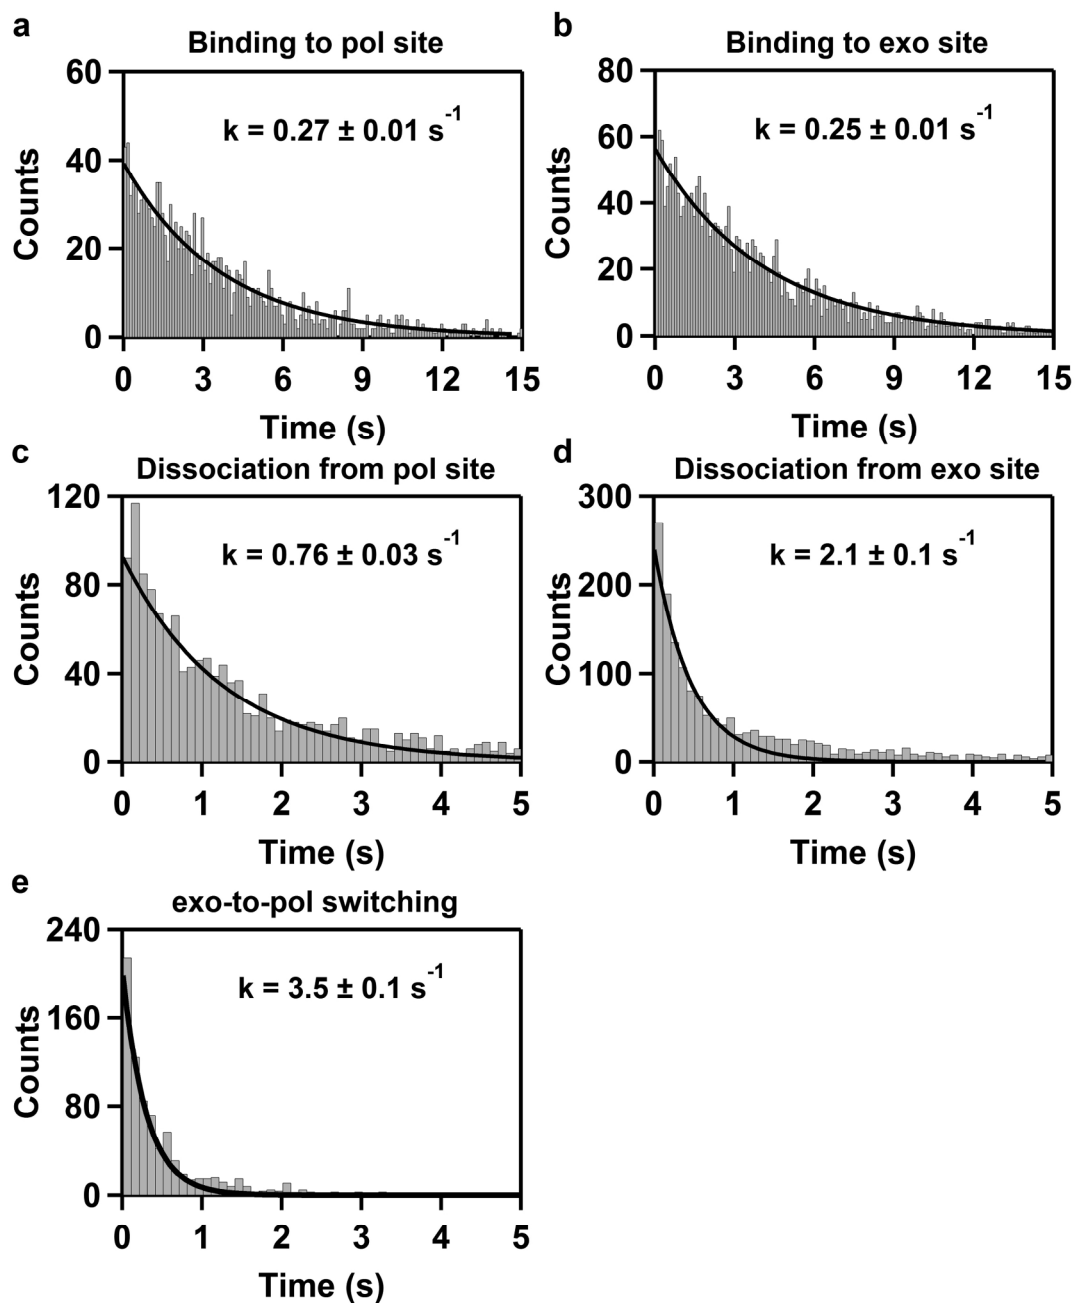 a
Binding to pol site
k = 0.27 ± 0.01 s⁻¹
60
40
20
0
Counts
0 3 6 9 12 15
Time (s)
b
Binding to exo site
k = 0.25 ± 0.01 s⁻¹
80
60
40
20
0
Counts
0 3 6 9 12 15
Time (s)
c
Dissociation from pol site
k = 0.76 ± 0.03 s⁻¹
120
80
40
0
Counts
0 1 2 3 4 5
Time (s)
d
Dissociation from exo site
k = 2.1 ± 0.1 s⁻¹
300
200
100
0
Counts
0 1 2 3 4 5
Time (s)
e
exo-to-pol switching
k = 3.5 ± 0.1 s⁻¹
240
160
80
0
Counts
0 1 2 3 4 5
Time (s)